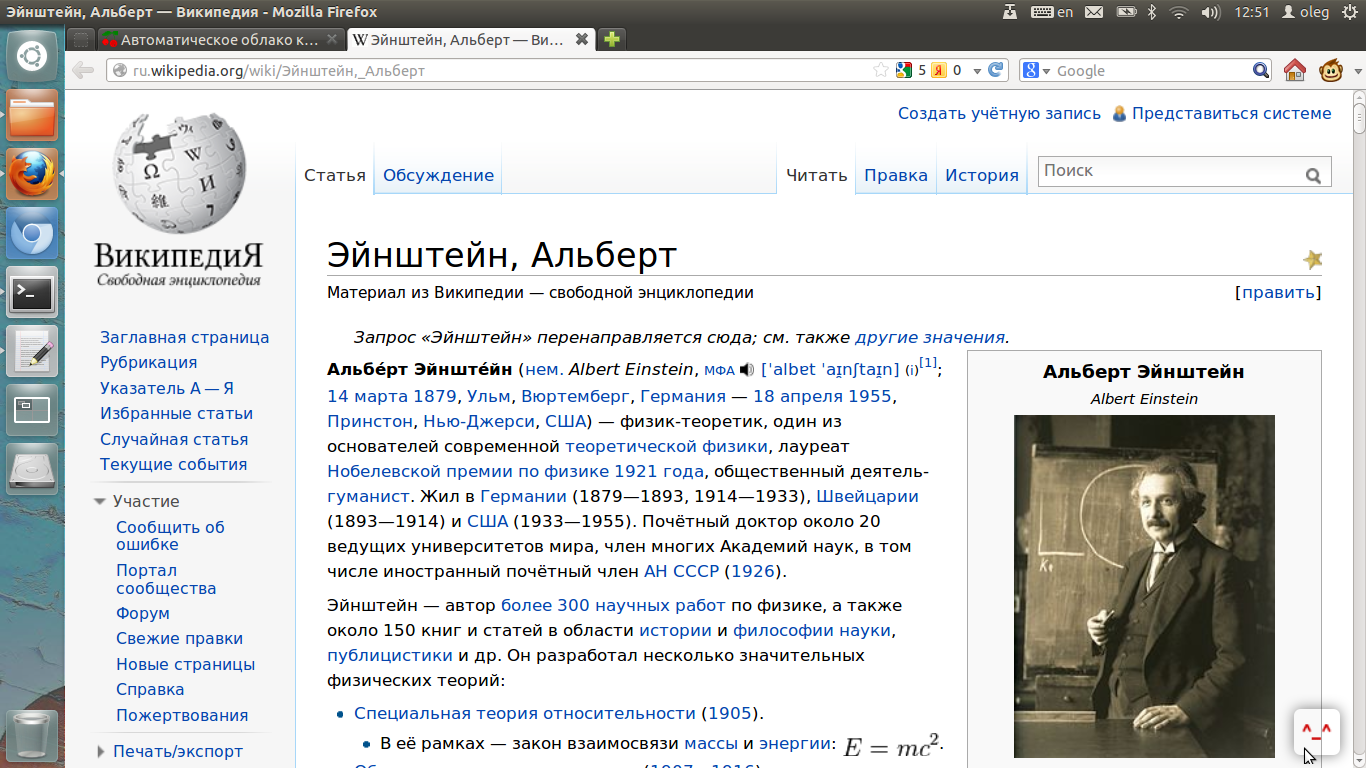 Эйнштейн, Альберт — Википедия - Mozilla Firefox
en
12:51
oleg
Автоматическое облако к...
Эйнштейн, Альберт — Ви...
ru.wikipedia.org/wiki/Эйнштейн,_Альберт
5
0
Google
Создать учётную запись
Представиться системе
Статья
Обсуждение
Читать
Правка
История
Поиск
ВикипедиЯ
Свободная энциклопедия
Заглавная страница
Рубрикация
Указатель А — Я
Избранные статьи
Случайная статья
Текущие события
Участие
Сообщить об
ошибке
Портал
сообщества
Форум
Свежие правки
Новые страницы
Справка
Пожертвования
Печать/экспорт
Эйнштейн, Альберт
Материал из Википедии — свободной энциклопедии
[править]
Запрос «Эйнштейн» перенаправляется сюда; см. также другие значения.
Альбе́рт Эйнште́йн (нем. Albert Einstein, МФА [ˈalbɐt ˈaɪ̯nʃtaɪ̯n] (i)[1];
14 марта 1879, Ульм, Вюртемберг, Германия — 18 апреля 1955,
Принстон, Нью-Джерси, США) — физик-теоретик, один из
основателей современной теоретической физики, лауреат
Нобелевской премии по физике 1921 года, общественный деятель-
гуманист. Жил в Германии (1879—1893, 1914—1933), Швейцарии
(1893—1914) и США (1933—1955). Почётный доктор около 20
ведущих университетов мира, член многих Академий наук, в том
числе иностранный почётный член АН СССР (1926).
Эйнштейн — автор более 300 научных работ по физике, а также
около 150 книг и статей в области истории и философии науки,
публицистики и др. Он разработал несколько значительных
физических теорий:
Специальная теория относительности (1905).
В её рамках — закон взаимосвязи массы и энергии: E = mc².
Альберт Эйнштейн
Albert Einstein
^_^